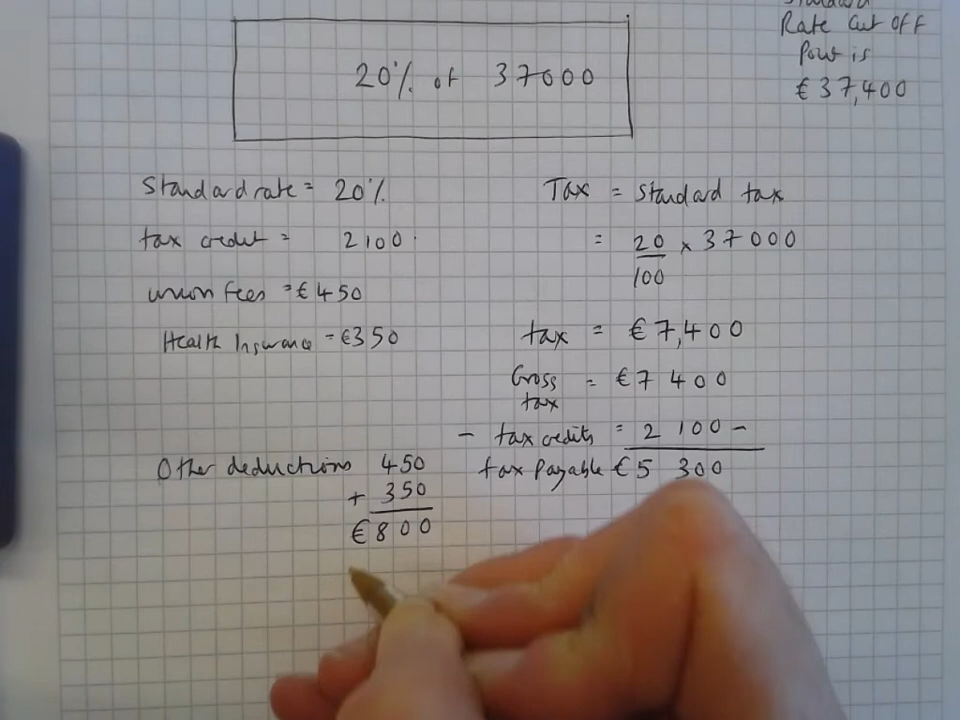 Standard
Rate Cut Off
Point is
€37,400
20% of 37000
Standard rate = 20%
tax credit = 2100
union fees = €450
Health Insurance = €350
Tax = Standard tax
= 20/100 x 37000
tax = €7,400
Gross tax = €7400
- tax credits = 2 100 -
tax Payable €5 300
Other deductions 450
+ 350
€800